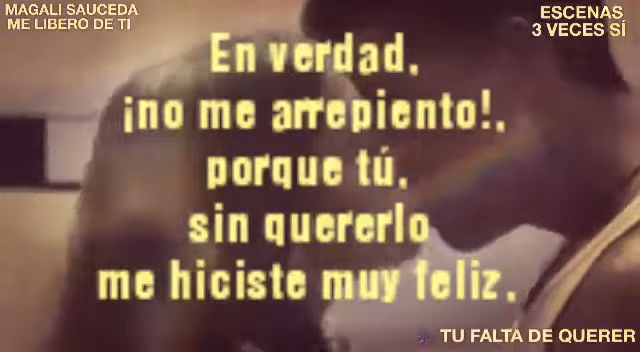 MAGALI SAUCEDA
ME LIBERO DE TI
ESCENAS
3 VECES SÍ
En verdad,
¡no me arrepiento!,
porque tú,
sin quererlo
me hiciste muy feliz,
TU FALTA DE QUERER